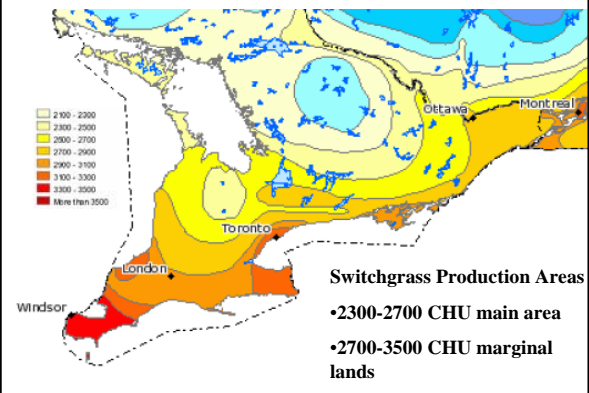 Ottawa
Montreal
2100 - 2300
2300 - 2500
2500 - 2700
2700 - 2900
2900 - 3100
3100 - 3300
3300 - 3500
More than 3500
Toronto
London
Windsor
Switchgrass Production Areas
•2300-2700 CHU main area
•2700-3500 CHU marginal
lands